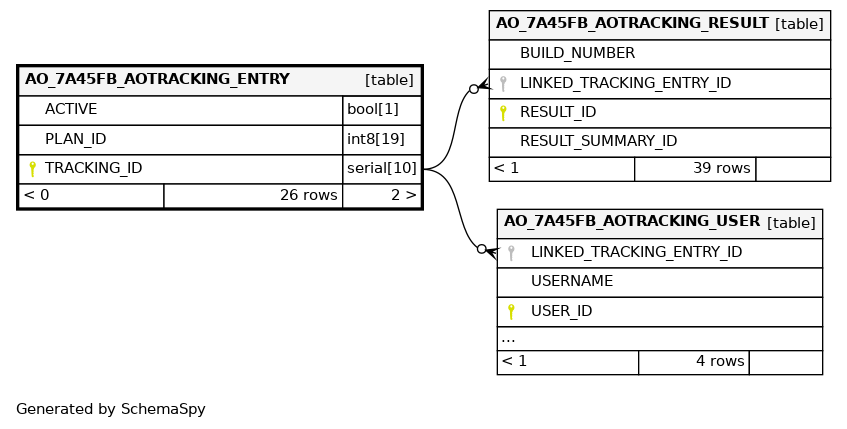 AO_7A45FB_AOTRACKING_ENTRY [table]
ACTIVE bool[1]
PLAN_ID int8[19]
TRACKING_ID serial[10]
< 0 26 rows 2 >
AO_7A45FB_AOTRACKING_RESULT [table]
BUILD_NUMBER
LINKED_TRACKING_ENTRY_ID
RESULT_ID
RESULT_SUMMARY_ID
< 1 39 rows
AO_7A45FB_AOTRACKING_USER [table]
LINKED_TRACKING_ENTRY_ID
USERNAME
USER_ID
...
< 1 4 rows
Generated by SchemaSpy